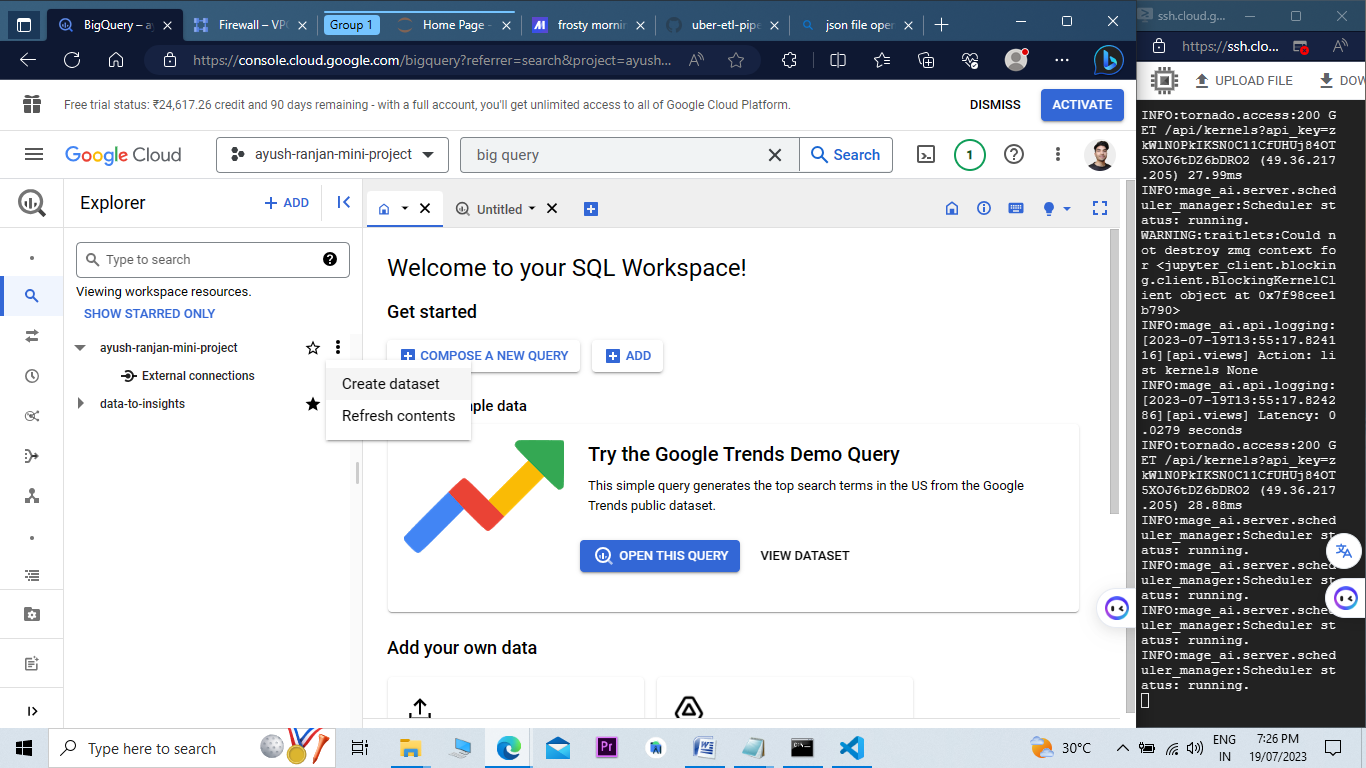 BigQuery – ay
Firewall – VPC
Group 1
Home Page -
frosty mornin
uber-etl-pipe
json file oper
https://console.cloud.google.com/bigquery?referrer=search&project=ayush...
Free trial status: ₹24,617.26 credit and 90 days remaining - with a full account, you'll get unlimited access to all of Google Cloud Platform.
DISMISS
ACTIVATE
Google Cloud
ayush-ranjan-mini-project
big query
Search
1
Explorer
+ ADD
Untitled
Type to search
Viewing workspace resources.
SHOW STARRED ONLY
ayush-ranjan-mini-project
External connections
data-to-insights
Create dataset
Refresh contents
Welcome to your SQL Workspace!
Get started
COMPOSE A NEW QUERY
ADD
ple data
Try the Google Trends Demo Query
This simple query generates the top search terms in the US from the Google
Trends public dataset.
OPEN THIS QUERY
VIEW DATASET
Add your own data
ssh.cloud.g...
https://ssh.clo...
UPLOAD FILE
DOW
INFO:tornado.access:200 G
ET /api/kernels?api_key=z
kWlN0PkIKSN0C11CfUHUj84OT
5XOJ6tDZ6bDRO2 (49.36.217
.205) 27.99ms
INFO:mage_ai.server.sched
uler_manager:Scheduler st
atus: running.
WARNING:traitlets:Could n
ot destroy zmq context fo
r <jupyter_client.blockin
g.client.BlockingKernelCl
ient object at 0x7f98cee1
b790>
INFO:mage_ai.api.logging:
[2023-07-19T13:55:17.8241
16][api.views] Action: li
st kernels None
INFO:mage_ai.api.logging:
[2023-07-19T13:55:17.8242
86][api.views] Latency: 0
.0279 seconds
INFO:tornado.access:200 G
ET /api/kernels?api_key=z
kWlN0PkIKSN0C11CfUHUj84OT
5XOJ6tDZ6bDRO2 (49.36.217
.205) 28.88ms
INFO:mage_ai.server.sched
uler_manager:Scheduler st
atus: running.
INFO:mage_ai.server.sched
uler_manager:Scheduler st
atus: running.
INFO:mage_ai.server.sched
uler_manager:Scheduler st
atus: running.
INFO:mage_ai.server.sched
uler_manager:Scheduler st
atus: running.
Type here to search
Pr
30°C
ENG
IN
7:26 PM
19/07/2023